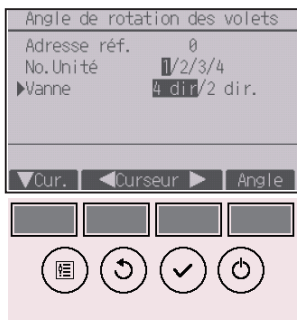 Angle de rotation des volets
Adresse réf. 0
No.Unité 1/2/3/4
▶Vanne 4 dir/2 dir.
▼Cur. ◀Curseur▶ Angle